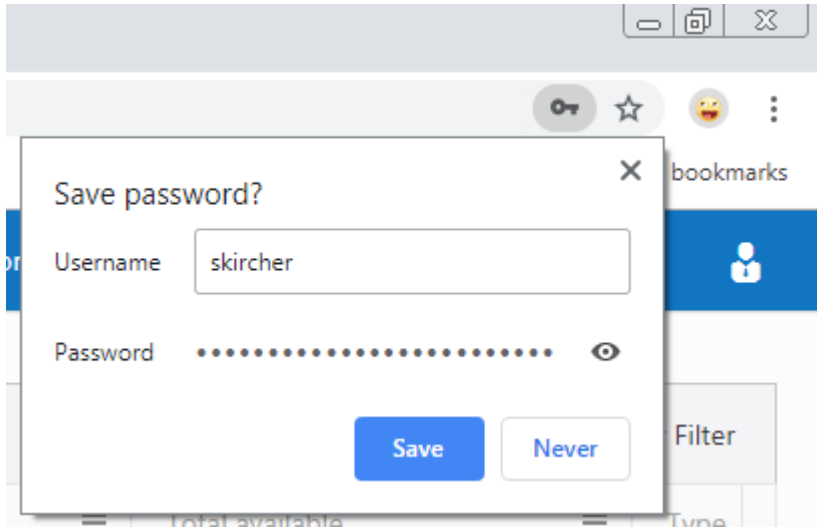 bookmarks
Save password?
Username skircher
Password •••••••••••••••••••••••••
Save Never
Filter
Total available
Type